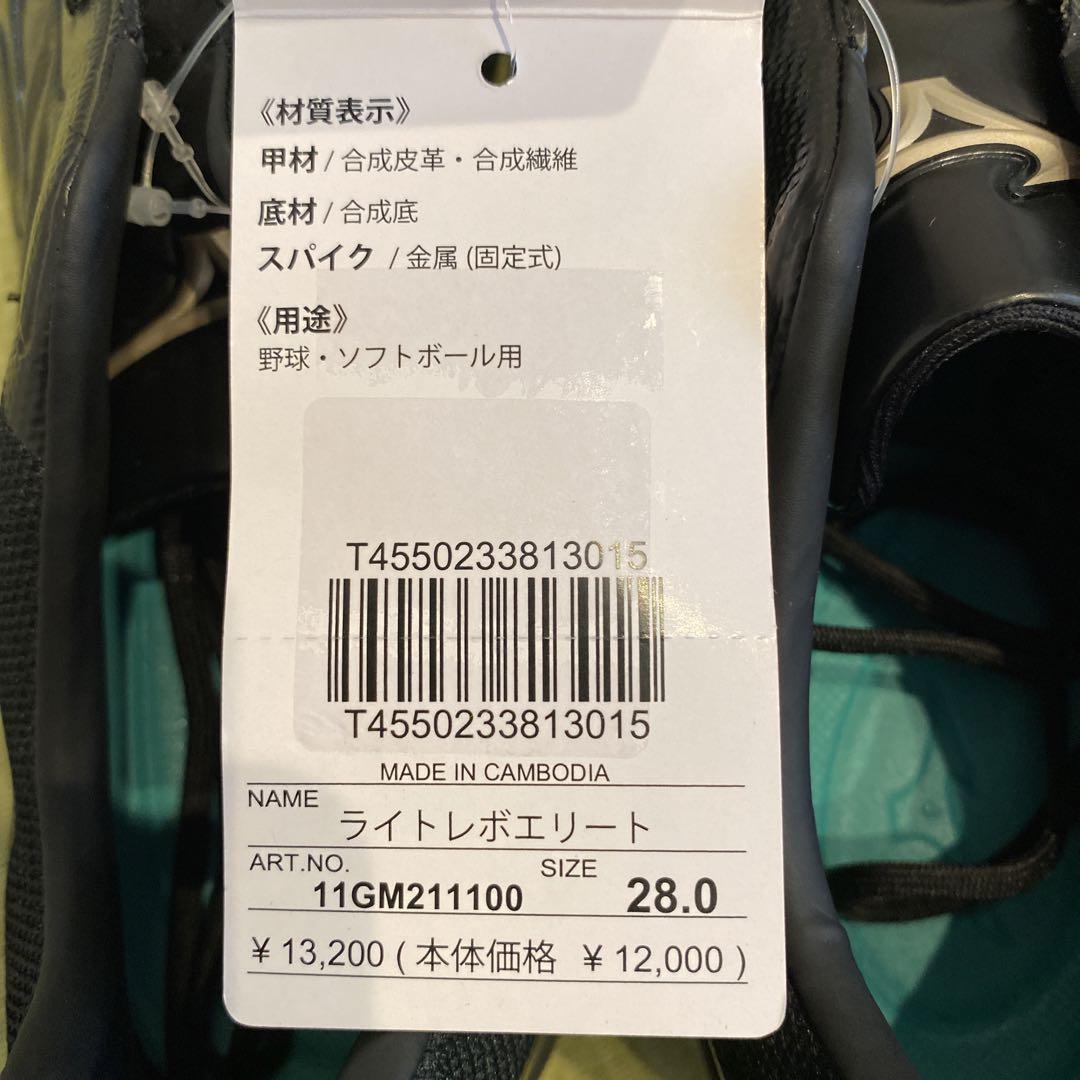 《材質表示》
甲材 / 合成皮革・合成繊維
底材 / 合成底
スパイク / 金属 (固定式)
《用途》
野球・ソフトボール用
T4550233813015
T4550233813015
MADE IN CAMBODIA
NAME
ライトレボエリート
ART.NO. SIZE
11GM211100 28.0
¥ 13,200 ( 本体価格 ¥ 12,000 )